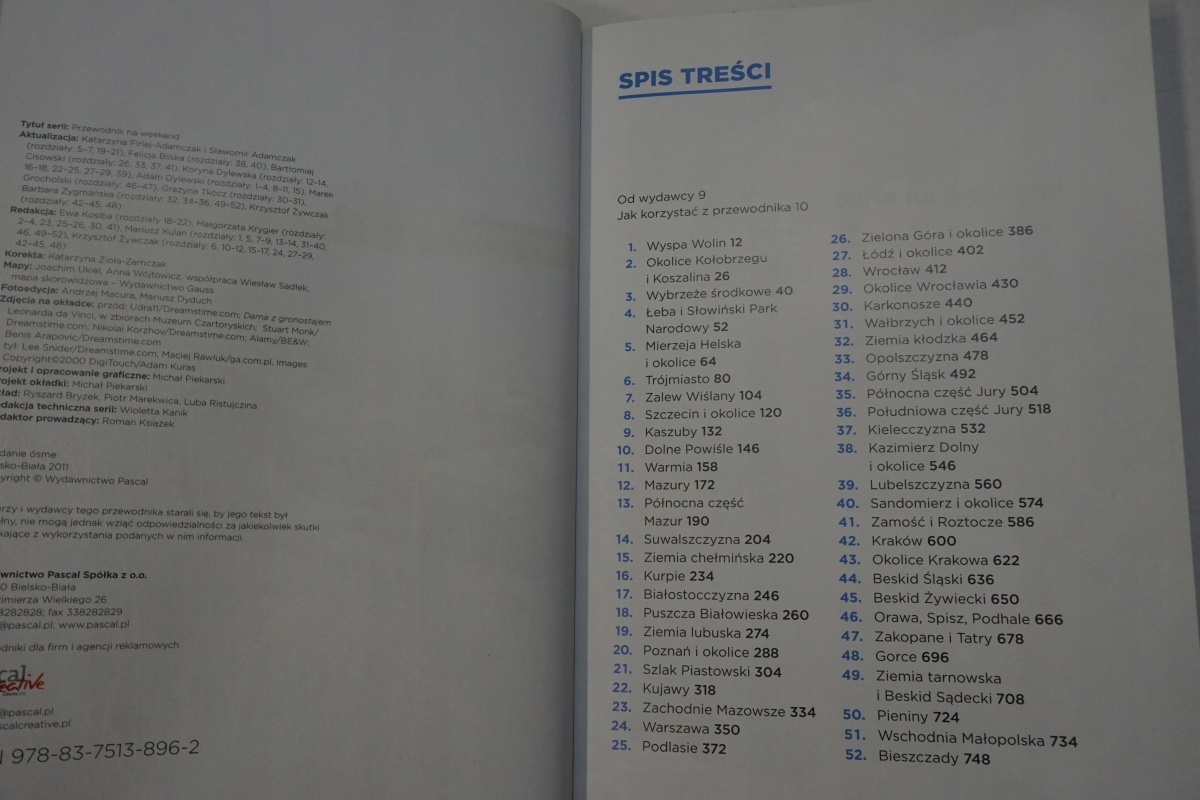 Tytuł serii: Przewodnik na weekend
Aktualizacja: Katarzyna Firlej-Adamczak i Sławomir Adamczak
(rozdziały: 5–7, 19–21), Felicja Bilska (rozdziały: 38, 40), Bartłomiej
Cisowski (rozdziały: 26, 33, 37, 41), Koryna Dylewska (rozdziały: 12–14,
16–18, 22–25, 27–29, 39), Adam Dylewski (rozdziały: 1–4, 8–11, 15), Marek
Grocholski (rozdziały: 46–47), Grażyna Tkocz (rozdziały: 30–31),
Barbara Zygmańska (rozdziały: 32, 34–36, 49–52), Krzysztof Żywczak
(rozdziały: 42–45, 48)
Redakcja: Ewa Kosiba (rozdziały 18–22), Małgorzata Krygier (rozdziały:
2–4, 23, 25–26, 30, 41), Mariusz Kulan (rozdziały: 1, 5, 7–9, 13–14, 31–40,
46, 49–52), Krzysztof Żywczak (rozdziały: 6, 10–12, 15–17, 24, 27–29,
42–45, 48)
Korekta: Katarzyna Zioła-Zemczak
Mapy: Joachim Ukiel, Anna Wójtowicz, współpraca Wiesław Sadłek,
mapa skorowidzowa – Wydawnictwo Gauss
Fotoedycja: Andrzej Macura, Mariusz Dyduch
Zdjęcia na okładce: przód: Udra11/Dreamstime.com; Dama z gronostajem
Leonarda da Vinci, w zbiorach Muzeum Czartoryskich; Stuart Monk/
Dreamstime.com; Nikolai Korzhov/Dreamstime.com; Alamy/BE&W;
Benis Arapovic/Dreamstime.com
tył: Lee Snider/Dreamstime.com, Maciej Rawluk/ga.com.pl, Images
Copyright©2000 DigiTouch/Adam Kuras
rojekt i opracowanie graficzne: Michał Piekarski
rojekt okładki: Michał Piekarski
ład: Ryszard Bryzek, Piotr Marekwica, Luba Ristujczina
edakcja techniczna serii: Wioletta Kanik
edaktor prowadzący: Roman Książek
danie ósme
sko-Biała 2011
yright © Wydawnictwo Pascal
rzy i wydawcy tego przewodnika starali się, by jego tekst był
elny, nie mogą jednak wziąć odpowiedzialności za jakiekolwiek skutki
kające z wykorzystania podanych w nim informacji.
wnictwo Pascal Spółka z o.o.
0 Bielsko-Biała
imierza Wielkiego 26
8282828; fax 338282829
@pascal.pl; www.pascal.pl
odniki dla firm i agencji reklamowych
cal
eative
@pascal.pl
scalcreative.pl
978-83-7513-896-2
SPIS TREŚCI
Od wydawcy 9
Jak korzystać z przewodnika 10
1. Wyspa Wolin 12
2. Okolice Kołobrzegu
i Koszalina 26
3. Wybrzeże środkowe 40
4. Łeba i Słowiński Park
Narodowy 52
5. Mierzeja Helska
i okolice 64
6. Trójmiasto 80
7. Zalew Wiślany 104
8. Szczecin i okolice 120
9. Kaszuby 132
10. Dolne Powiśle 146
11. Warmia 158
12. Mazury 172
13. Północna część
Mazur 190
14. Suwalszczyzna 204
15. Ziemia chełmińska 220
16. Kurpie 234
17. Białostocczyzna 246
18. Puszcza Białowieska 260
19. Ziemia lubuska 274
20. Poznań i okolice 288
21. Szlak Piastowski 304
22. Kujawy 318
23. Zachodnie Mazowsze 334
24. Warszawa 350
25. Podlasie 372
26. Zielona Góra i okolice 386
27. Łódź i okolice 402
28. Wrocław 412
29. Okolice Wrocławia 430
30. Karkonosze 440
31. Wałbrzych i okolice 452
32. Ziemia kłodzka 464
33. Opolszczyzna 478
34. Górny Śląsk 492
35. Północna część Jury 504
36. Południowa część Jury 518
37. Kielecczyzna 532
38. Kazimierz Dolny
i okolice 546
39. Lubelszczyzna 560
40. Sandomierz i okolice 574
41. Zamość i Roztocze 586
42. Kraków 600
43. Okolice Krakowa 622
44. Beskid Śląski 636
45. Beskid Żywiecki 650
46. Orawa, Spisz, Podhale 666
47. Zakopane i Tatry 678
48. Gorce 696
49. Ziemia tarnowska
i Beskid Sądecki 708
50. Pieniny 724
51. Wschodnia Małopolska 734
52. Bieszczady 748